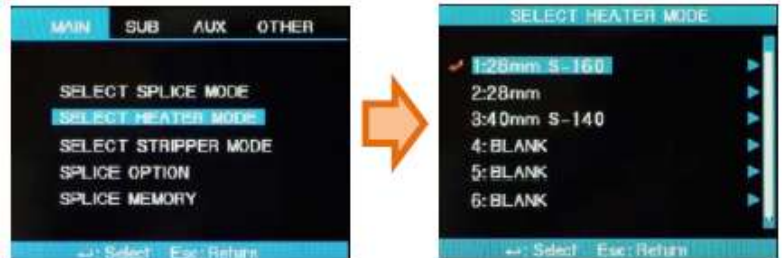 MAIN SUB AUX OTHER
SELECT SPLICE MODE
SELECT HEATER MODE
SELECT STRIPPER MODE
SPLICE OPTION
SPLICE MEMORY
↵: Select Esc: Return
SELECT HEATER MODE
1:28mm S-160
2:28mm
3:40mm S-140
4: BLANK
5: BLANK
6: BLANK
↵: Select Esc: Return